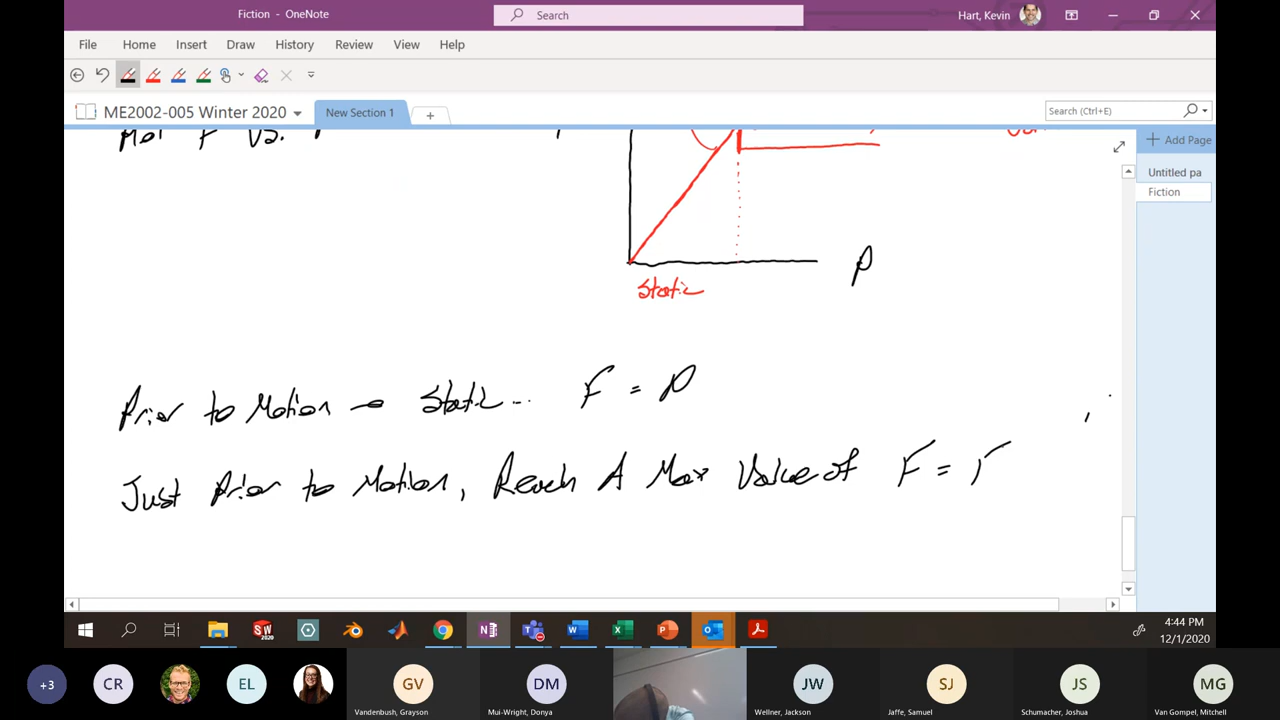 Fiction - OneNote
Search
Hart, Kevin
File Home Insert Draw History Review View Help
ME2002-005 Winter 2020
New Section 1
Search (Ctrl+E)
Add Page
Untitled pa
Fiction
F vs. P
P
Static
Prior to Motion → Static... F = P
Just Prior to Motion, Reach A Max Value of F = F
4:44 PM
12/1/2020
+3 CR EL GV DM JW SJ JS MG
Vandenbush, Grayson
Mui-Wright, Donya
Wellner, Jackson
Jaffe, Samuel
Schumacher, Joshua
Van Gompel, Mitchell